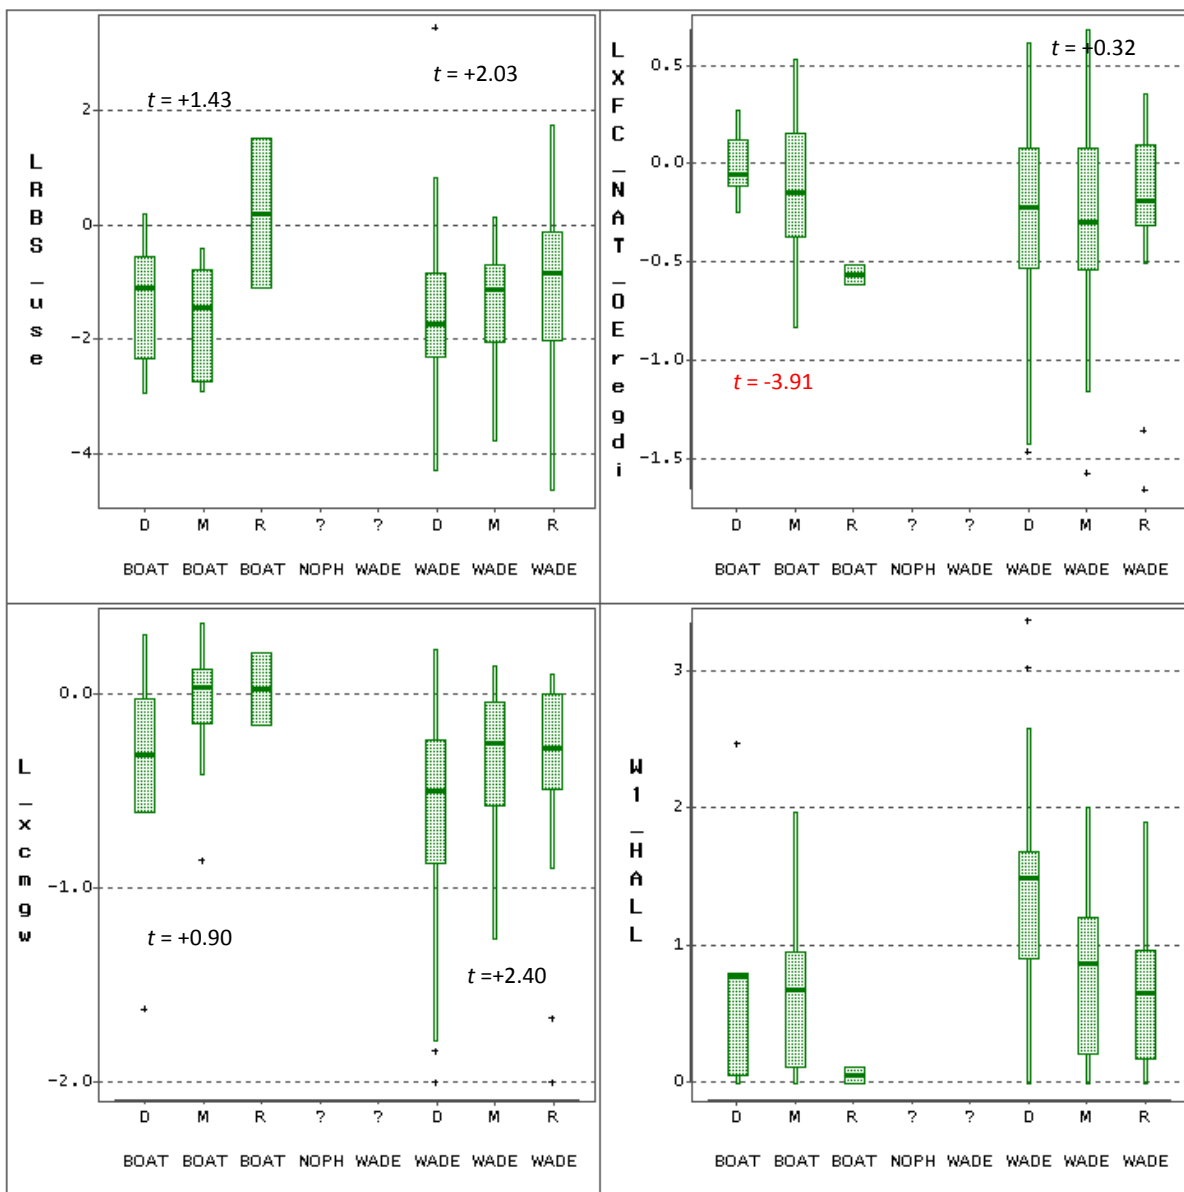 LRBS_use
t = +1.43
t = +2.03
2
0
-2
-4
D M R ? ? D M R
BOAT BOAT BOAT NOPH WADE WADE WADE WADE
LXFC_NAT_OEregdi
t = +0.32
0.5
0.0
-0.5
-1.0
t = -3.91
-1.5
D M R ? ? D M R
BOAT BOAT BOAT NOPH WADE WADE WADE WADE
L_xcmgw
0.0
-1.0
t = +0.90
t =+2.40
-2.0
D M R ? ? D M R
BOAT BOAT BOAT NOPH WADE WADE WADE WADE
W1_HALL
3
2
1
0
D M R ? ? D M R
BOAT BOAT BOAT NOPH WADE WADE WADE WADE